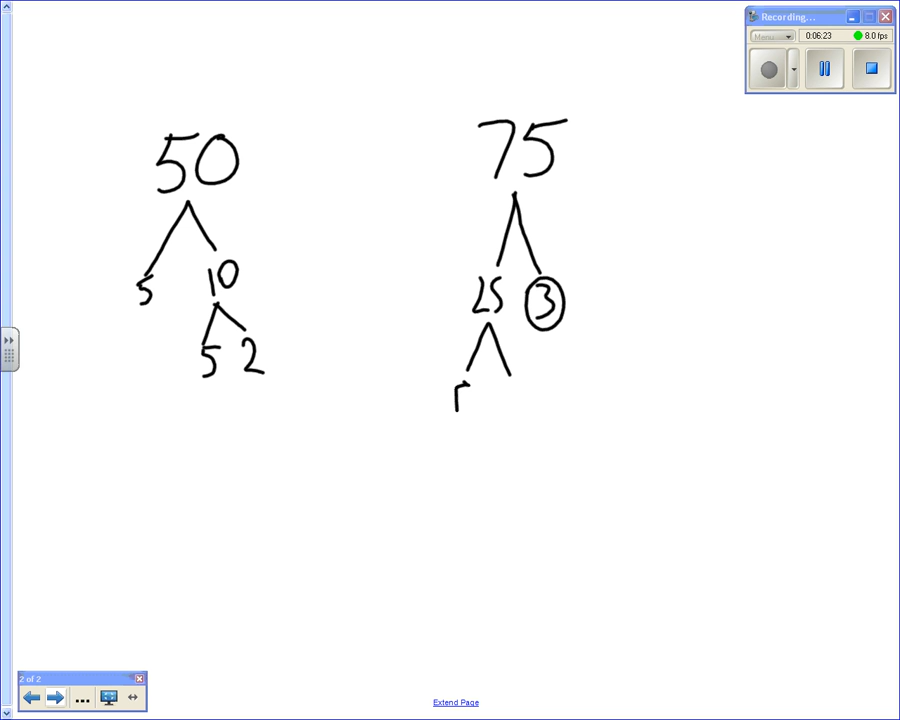 Recording...
Menu
0:06:23
8.0 fps
50
75
5
10
25
3
5
2
2 of 2
...
Extend Page